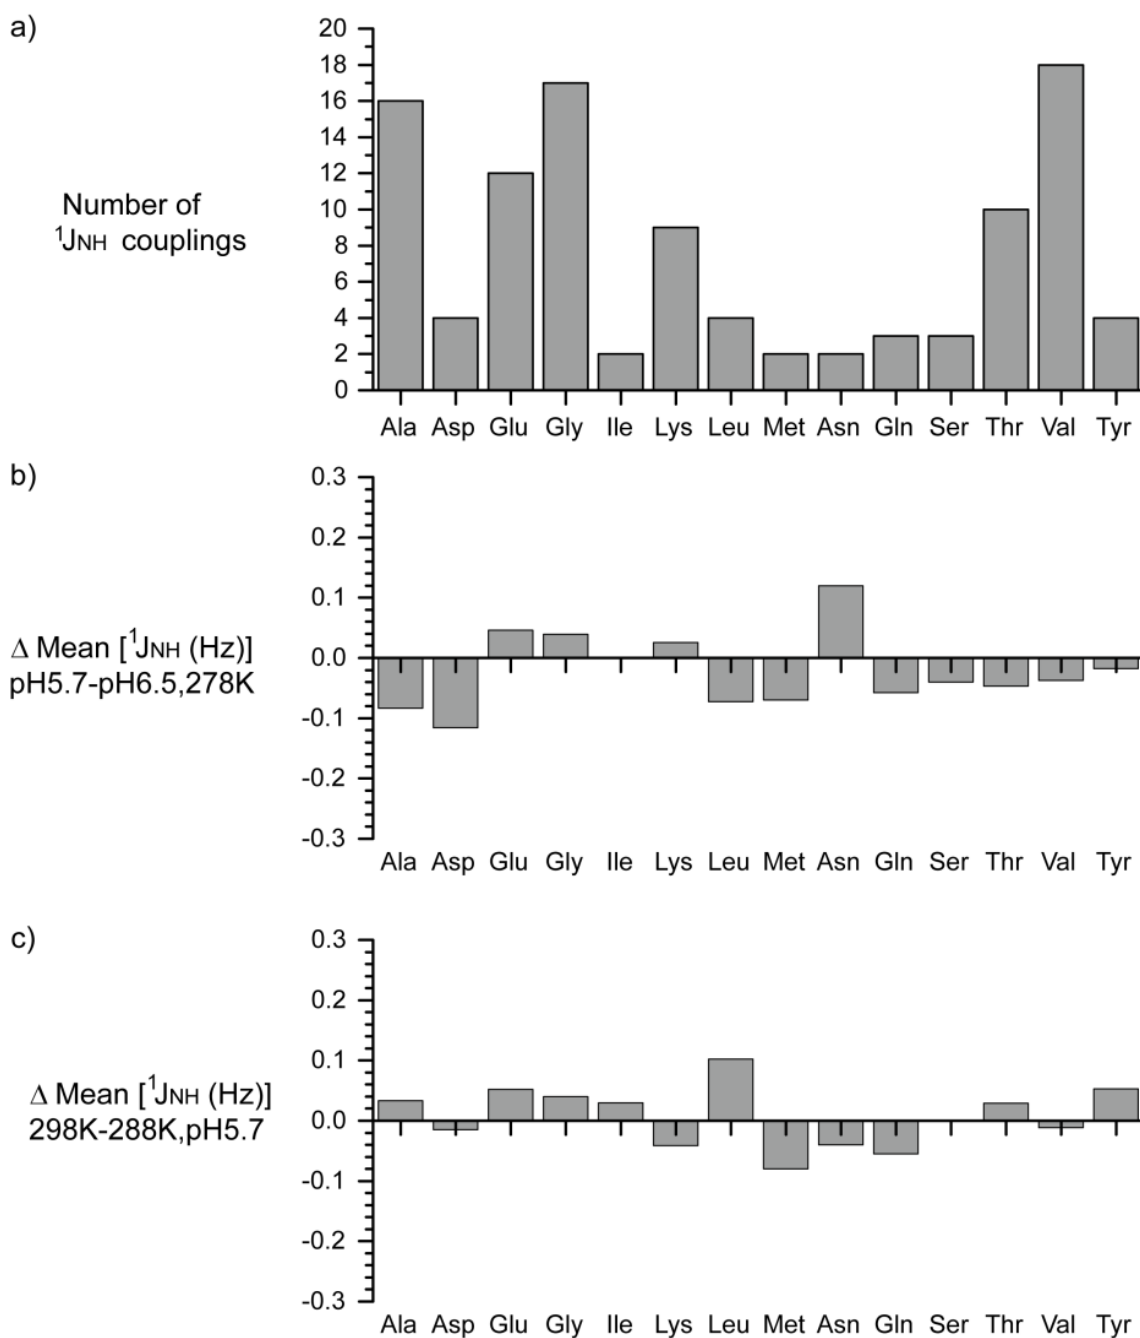 a)
20
18
16
14
12
10
8
6
4
2
0
Number of
¹JNH couplings
Ala Asp Glu Gly Ile Lys Leu Met Asn Gln Ser Thr Val Tyr
b)
0.3
0.2
0.1
0.0
-0.1
-0.2
-0.3
Δ Mean [¹JNH (Hz)]
pH5.7-pH6.5,278K
Ala Asp Glu Gly Ile Lys Leu Met Asn Gln Ser Thr Val Tyr
c)
0.3
0.2
0.1
0.0
-0.1
-0.2
-0.3
Δ Mean [¹JNH (Hz)]
298K-288K,pH5.7
Ala Asp Glu Gly Ile Lys Leu Met Asn Gln Ser Thr Val Tyr